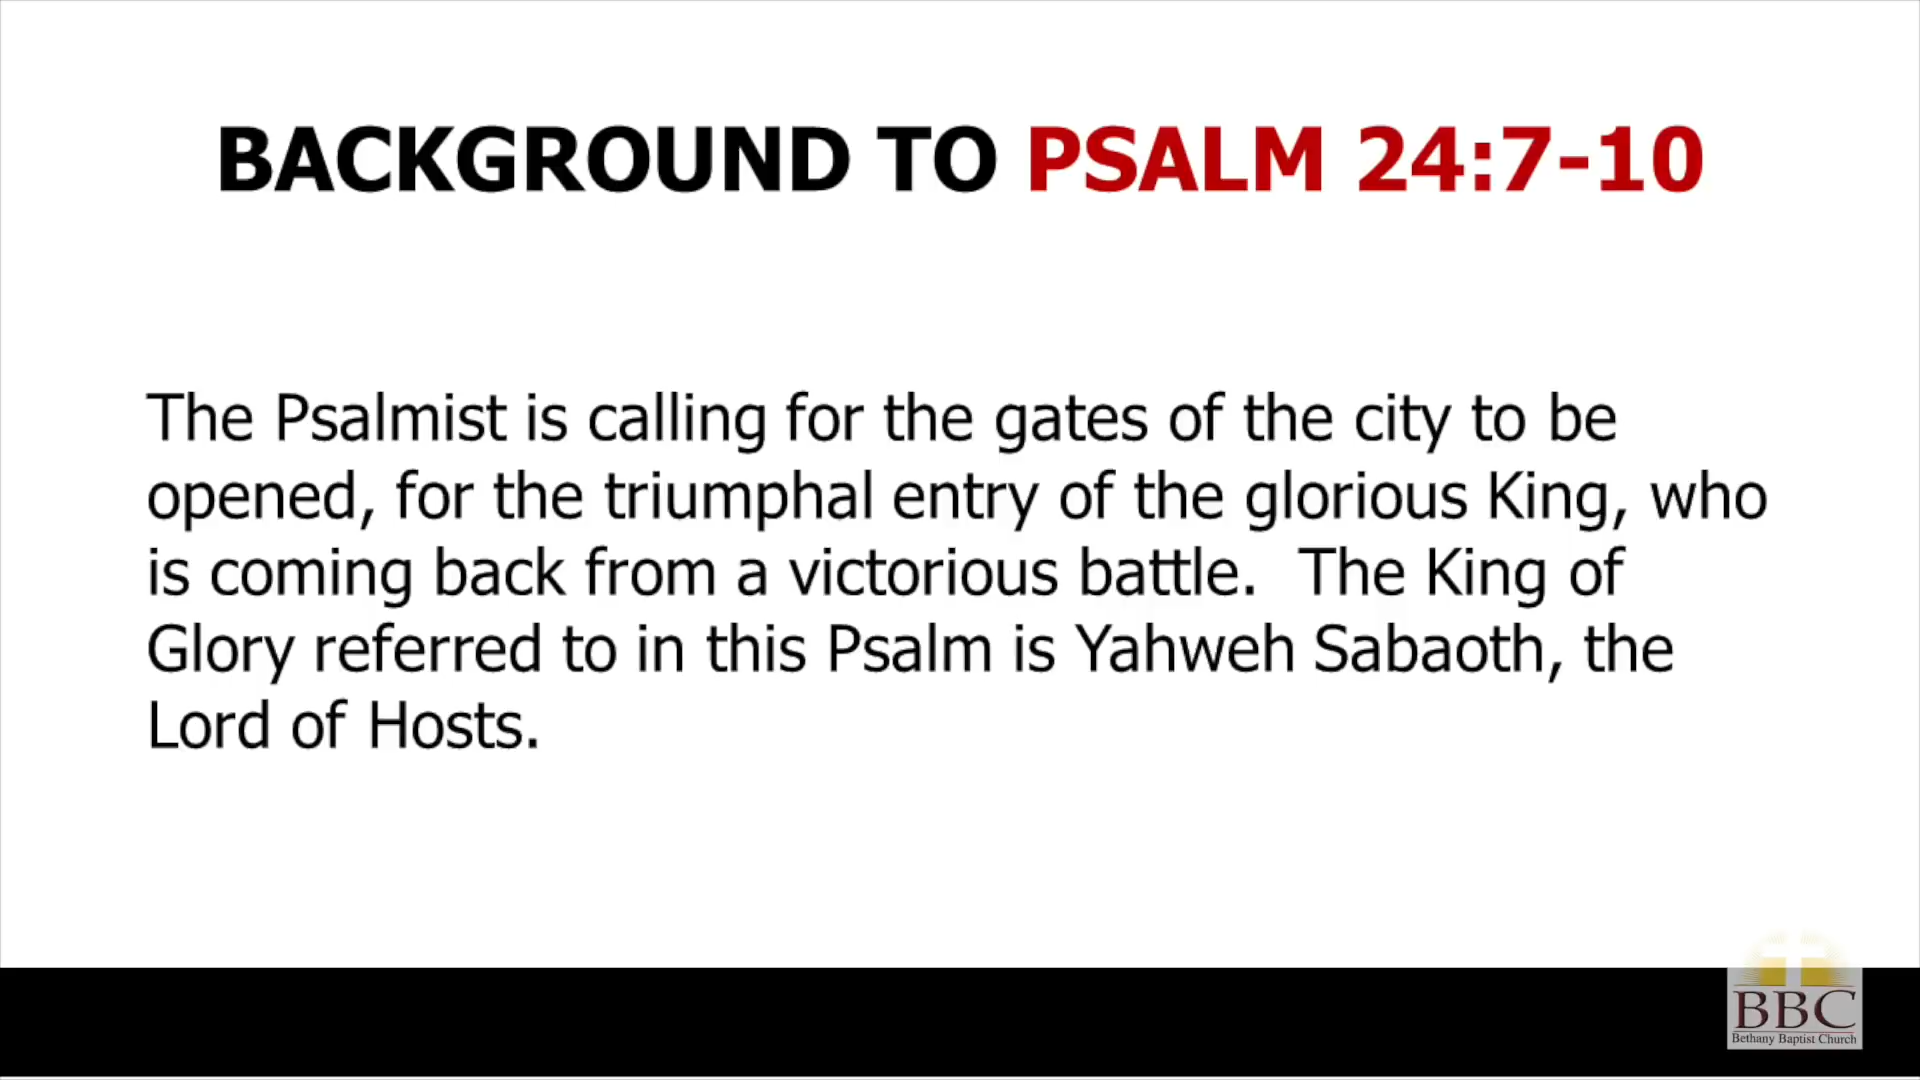 BACKGROUND TO PSALM 24:7-10
The Psalmist is calling for the gates of the city to be
opened, for the triumphal entry of the glorious King, who
is coming back from a victorious battle.  The King of
Glory referred to in this Psalm is Yahweh Sabaoth, the
Lord of Hosts.
BBC
Bethany Baptist Church